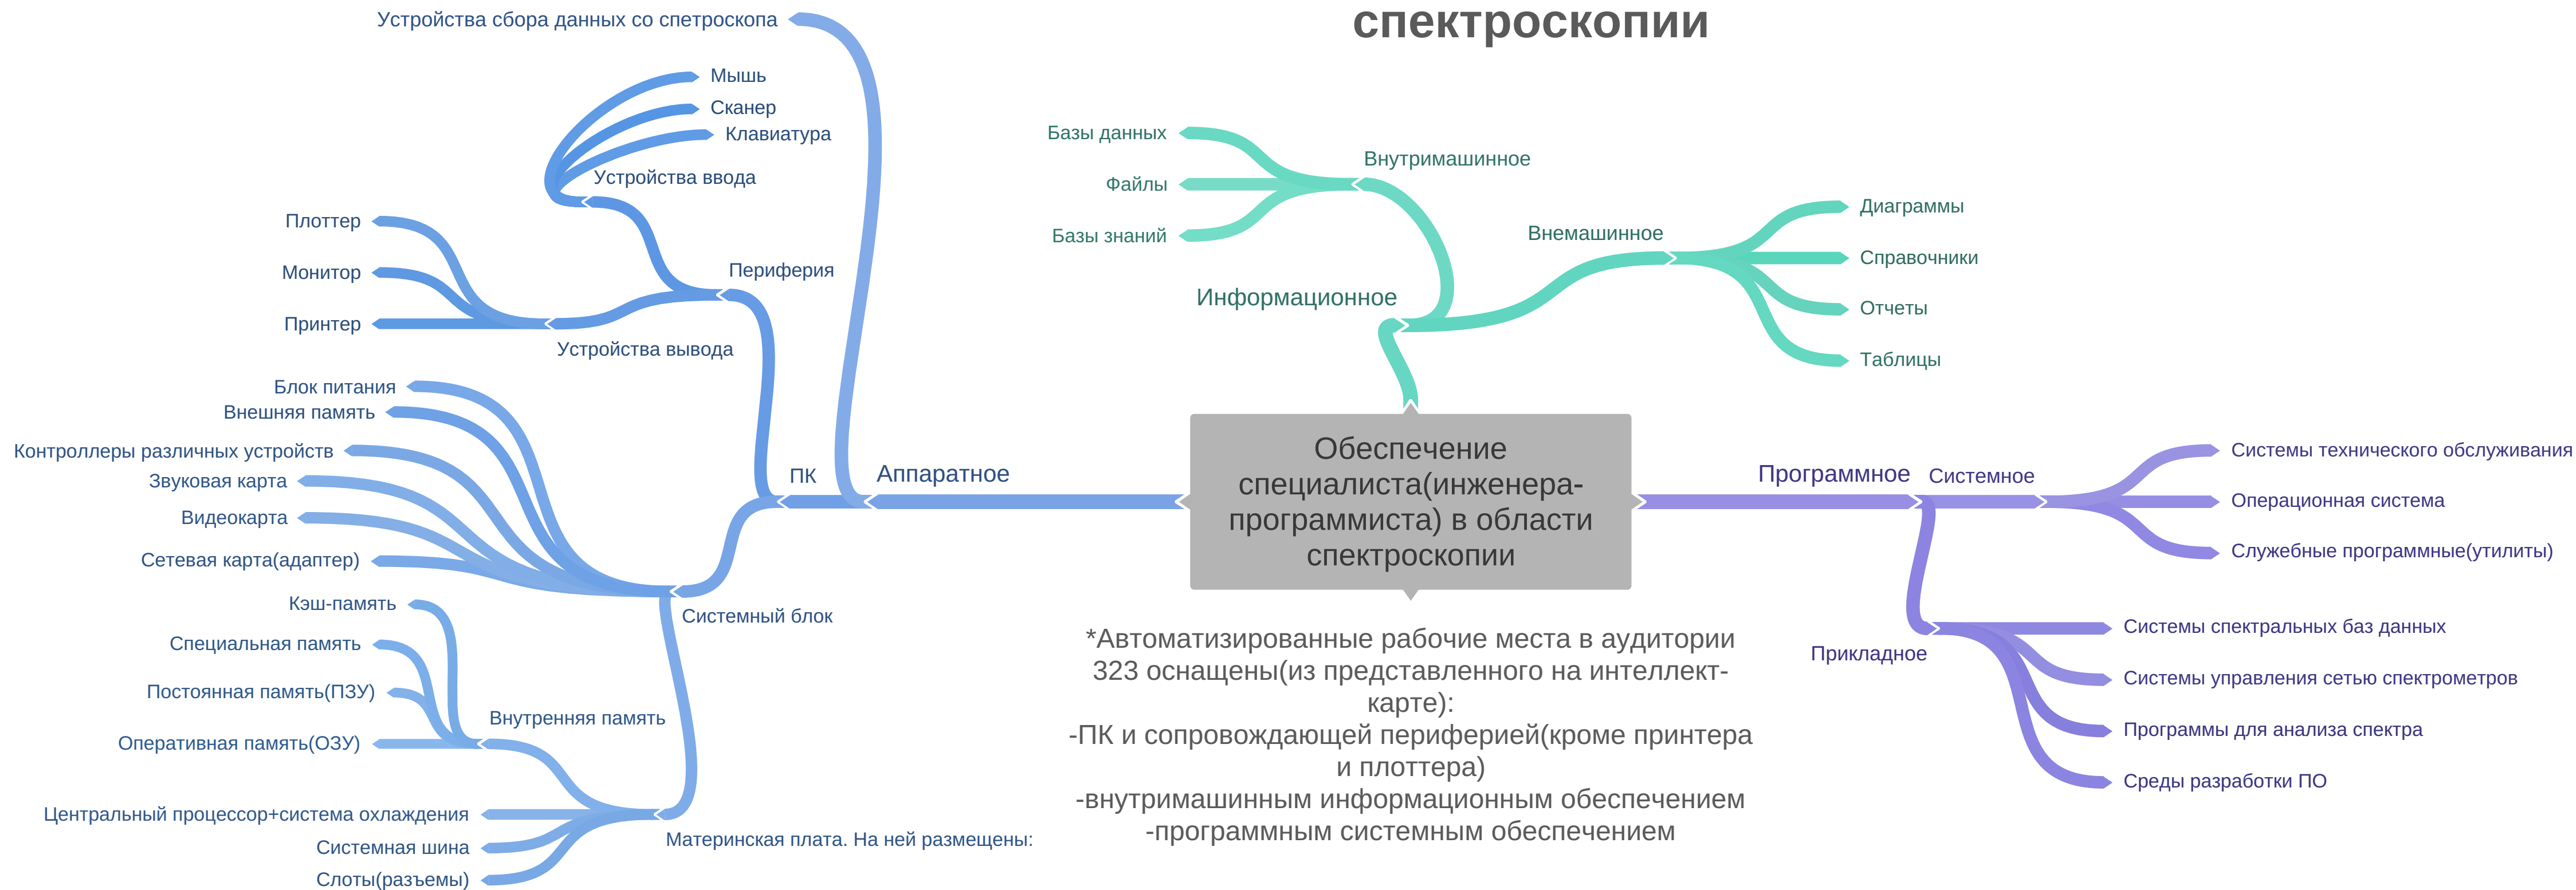 спектроскопии
Устройства сбора данных со спетроскопа
Мышь
Сканер
Клавиатура
Устройства ввода
Плоттер
Монитор
Принтер
Периферия
Устройства вывода
Блок питания
Внешняя память
Контроллеры различных устройств
Звуковая карта
Видеокарта
Сетевая карта(адаптер)
ПК
Аппаратное
Системный блок
Кэш-память
Специальная память
Постоянная память(ПЗУ)
Оперативная память(ОЗУ)
Внутренняя память
Центральный процессор+система охлаждения
Системная шина
Слоты(разъемы)
Материнская плата. На ней размещены:
Базы данных
Файлы
Базы знаний
Внутримашинное
Внемашинное
Информационное
Диаграммы
Справочники
Отчеты
Таблицы
Обеспечение
специалиста(инженера-
программиста) в области
спектроскопии
*Автоматизированные рабочие места в аудитории
323 оснащены(из представленного на интеллект-
карте):
-ПК и сопровождающей периферией(кроме принтера
и плоттера)
-внутримашинным информационным обеспечением
-программным системным обеспечением
Программное
Системное
Системы технического обслуживания
Операционная система
Служебные программные(утилиты)
Прикладное
Системы спектральных баз данных
Системы управления сетью спектрометров
Программы для анализа спектра
Среды разработки ПО